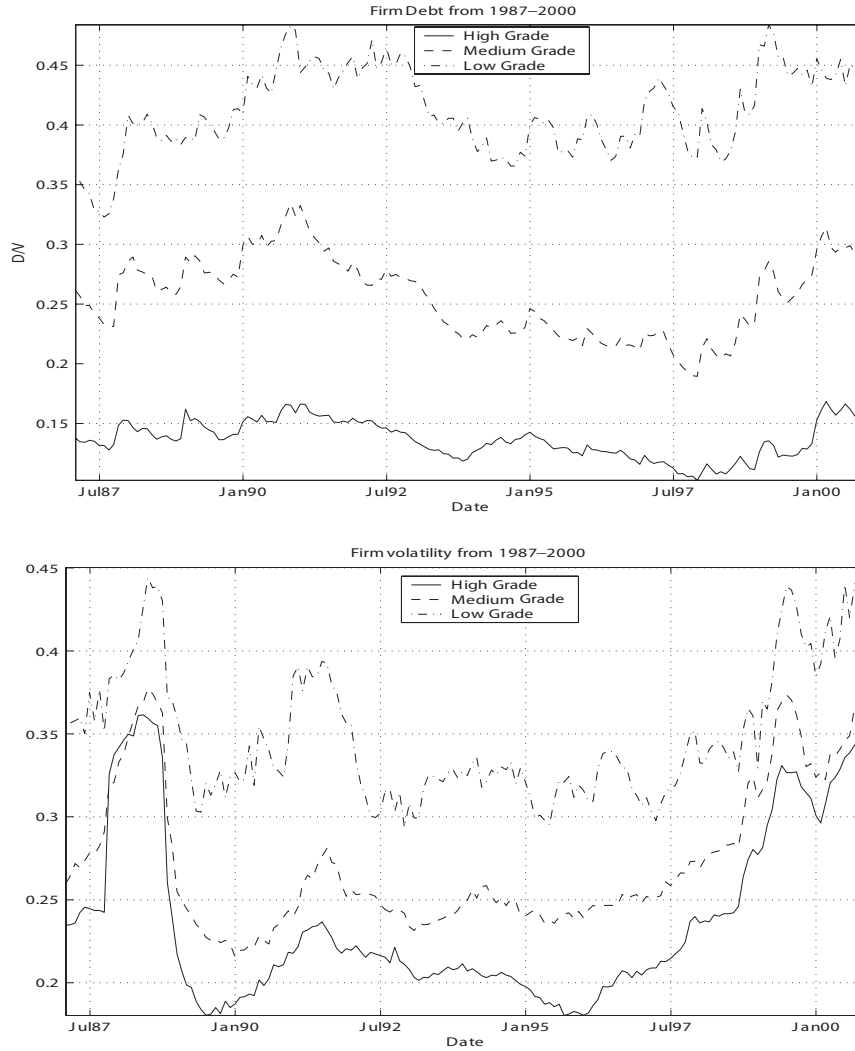 Firm Debt from 1987–2000
High Grade
Medium Grade
Low Grade
0.45
0.4
0.35
0.3
0.25
0.2
0.15
D/V
Jul87 Jan90 Jul92 Jan95 Jul97 Jan00
Date
Firm volatility from 1987–2000
High Grade
Medium Grade
Low Grade
0.45
0.4
0.35
0.3
0.25
0.2
Jul87 Jan90 Jul92 Jan95 Jul97 Jan00
Date